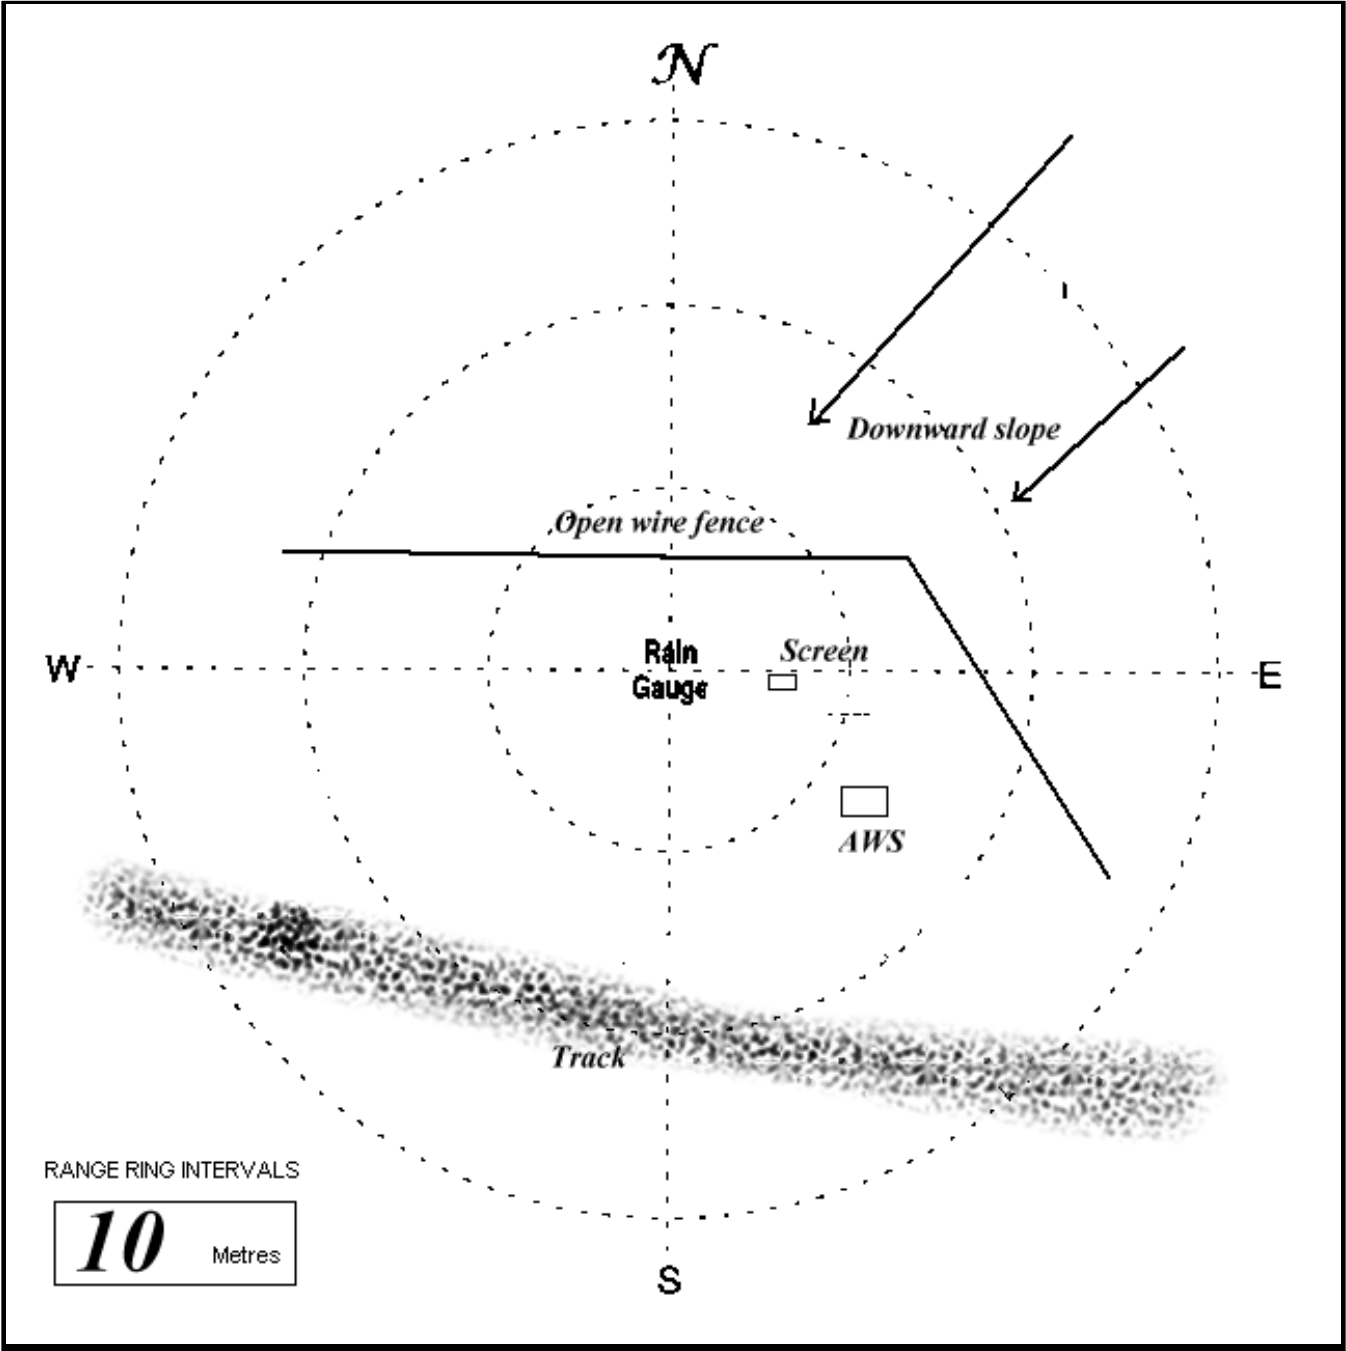 N
Downward slope
Open wire fence
Rain
Gauge
Screen
W
E
AWS
Track
RANGE RING INTERVALS
10 Metres
S